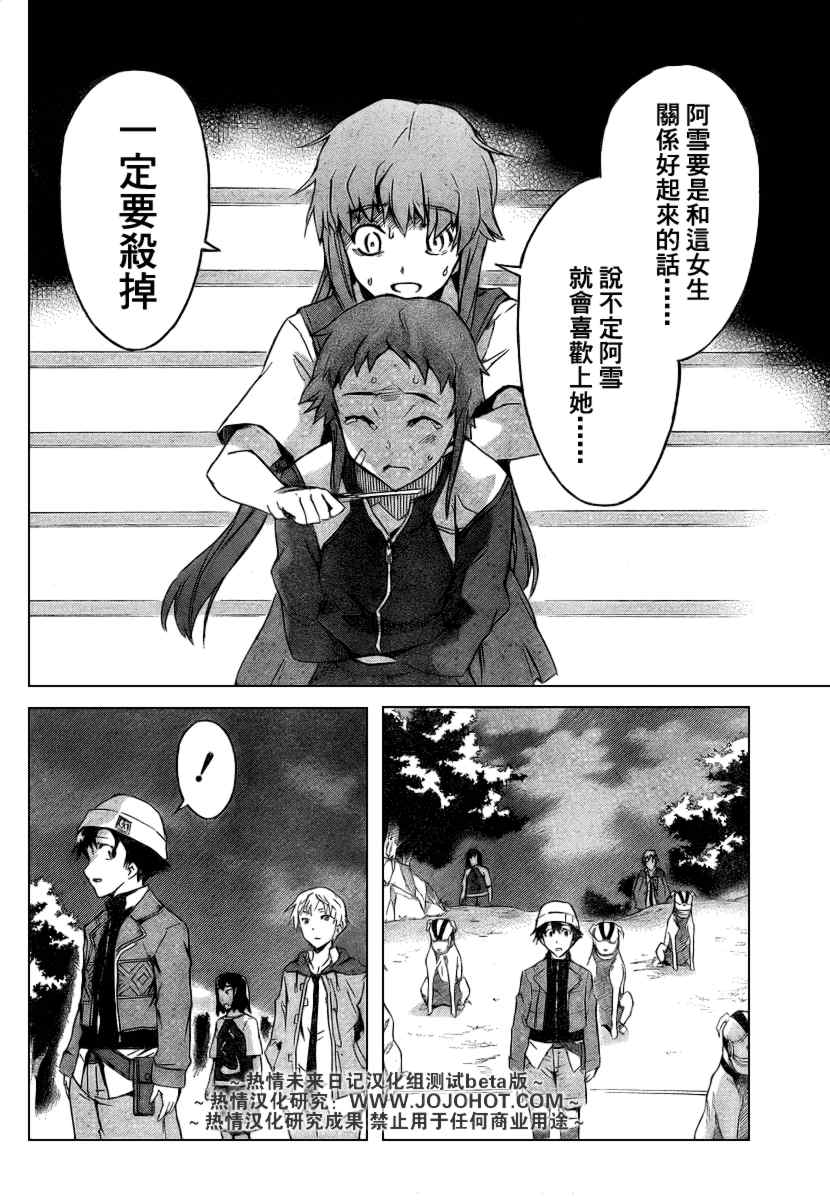 阿雪要是和這女生
關係好起來的話……
說不定阿雪
就會喜歡上她……
一定要殺掉
！
~热情未来日记汉化组测试beta版~
~热情汉化研究！WWW.JOJOHOT.COM~
~热情汉化研究成果 禁止用于任何商业用途~